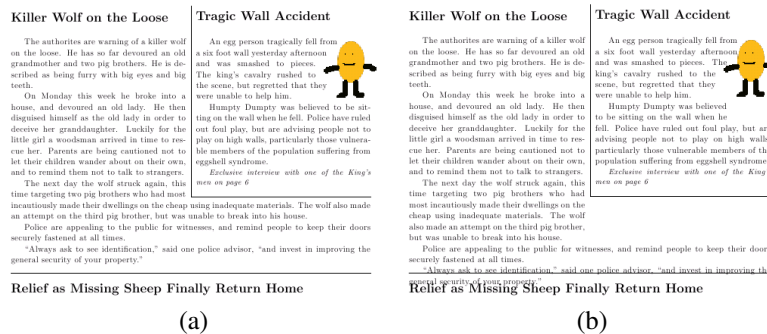 Killer Wolf on the Loose
The authorites are warning of a killer wolf
on the loose. He has so far devoured an old
grandmother and two pig brothers. He is de-
scribed as being furry with big eyes and big
teeth.
On Monday this week he broke into a
house, and devoured an old lady. He then
disguised himself as the old lady in order to
deceive her granddaughter. Luckily for the
little girl a woodsman arrived in time to res-
cue her. Parents are being cautioned not to
let their children wander about on their own,
and to remind them not to talk to strangers.
The next day the wolf struck again, this
time targeting two pig brothers who had most
incautiously made their dwellings on the cheap using inadequate materials. The wolf also made
an attempt on the third pig brother, but was unable to break into his house.
Police are appealing to the public for witnesses, and remind people to keep their doors
securely fastened at all times.
"Always ask to see identification," said one police advisor, "and invest in improving the
general security of your property."
Tragic Wall Accident
An egg person tragically fell from
a six foot wall yesterday afternoon
and was smashed to pieces.
The king's cavalry rushed to
the scene, but regretted that they
were unable to help him.
Humpty Dumpty was believed to be sit-
ting on the wall when he fell. Police have ruled
out foul play, but are advising people not to
play on high walls, particularly those vulnera-
ble members of the population suffering from
eggshell syndrome.
Exclusive interview with one of the King's
men on page 6
Relief as Missing Sheep Finally Return Home
(a)
Killer Wolf on the Loose
The authorites are warning of a killer wolf
on the loose. He has so far devoured an old
grandmother and two pig brothers. He is de-
scribed as being furry with big eyes and big
teeth.
On Monday this week he broke into a
house, and devoured an old lady. He then
disguised himself as the old lady in order to
deceive her granddaughter. Luckily for the
little girl a woodsman arrived in time to res-
cue her. Parents are being cautioned not to
let their children wander about on their own,
and to remind them not to talk to strangers.
The next day the wolf struck again, this
time targeting two pig brothers who had
most incautiously made their dwellings on the
cheap using inadequate materials. The wolf
also made an attempt on the third pig brother,
but was unable to break into his house.
Police are appealing to the public for witnesses, and remind people to keep their door
securely fastened at all times.
"Always ask to see identification," said one police advisor, "and invest in improving th
general security of your property."
Tragic Wall Accident
An egg person tragically fell from
a six foot wall yesterday afternoon
and was smashed to pieces. The
king's cavalry rushed to the
scene, but regretted that they
were unable to help him.
Humpty Dumpty was believed
to be sitting on the wall when he
fell. Police have ruled out foul play, but ar
advising people not to play on high walls
particularly those vulnerable members of th
population suffering from eggshell syndrome
Exclusive interview with one of the King
men on page 6
Relief as Missing Sheep Finally Return Home
(b)